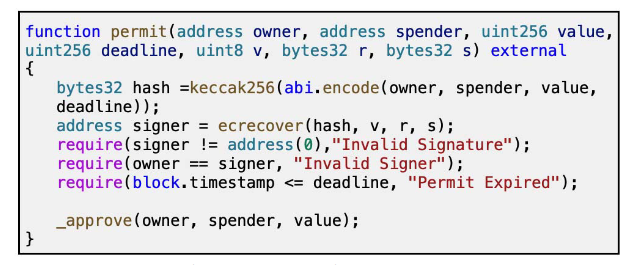 function permit(address owner, address spender, uint256 value,
uint256 deadline, uint8 v, bytes32 r, bytes32 s) external
{
bytes32 hash =keccak256(abi.encode(owner, spender, value,
deadline));
address signer = ecrecover(hash, v, r, s);
require(signer != address(0),"Invalid Signature");
require(owner == signer, "Invalid Signer");
require(block.timestamp <= deadline, "Permit Expired");
_approve(owner, spender, value);
}